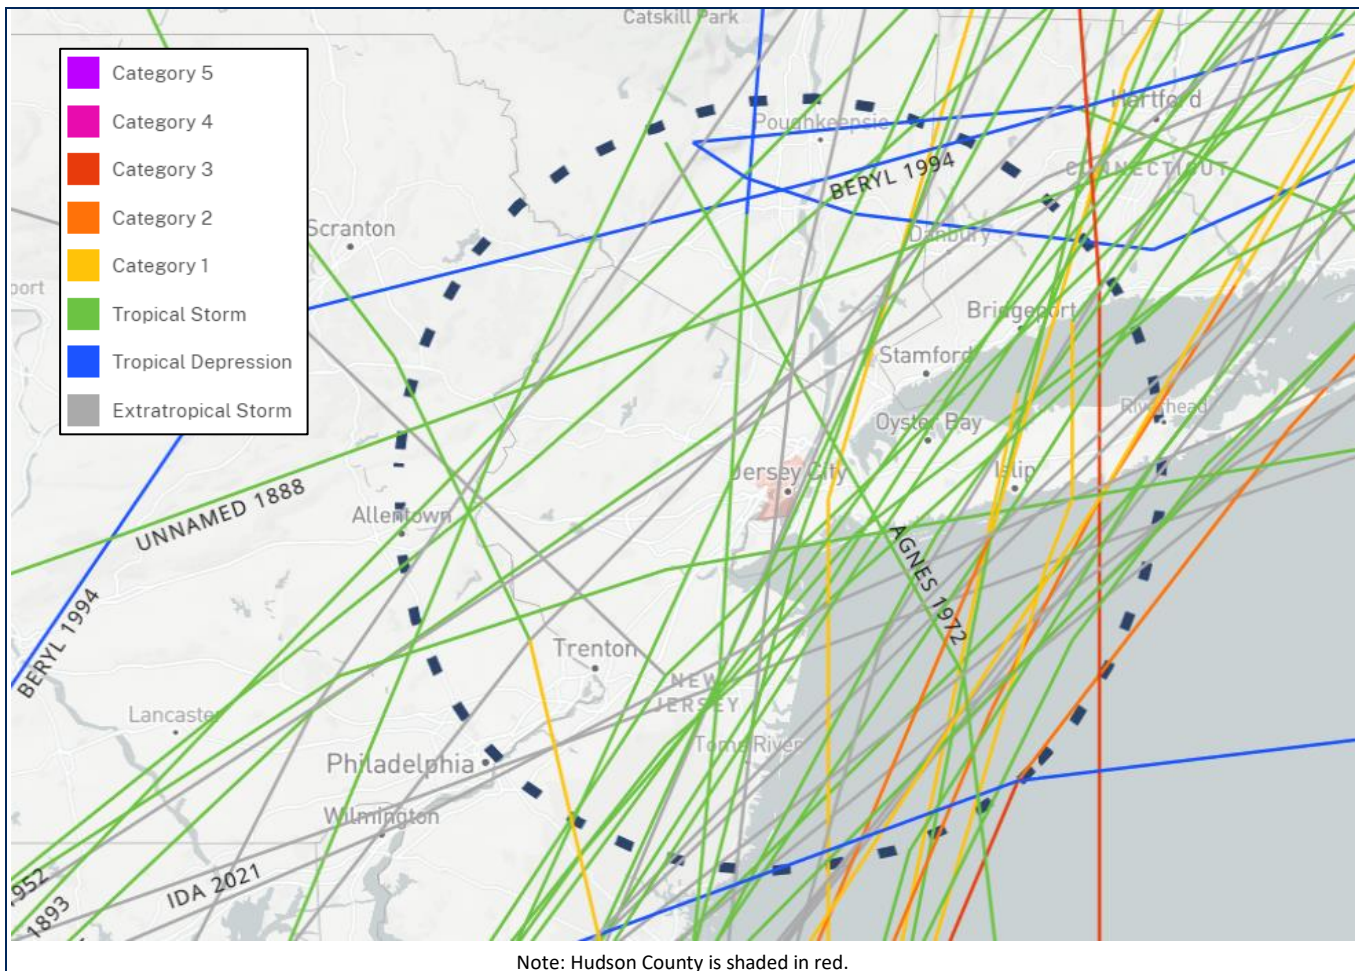 Catskill Park
Category 5
Category 4
Category 3
Category 2
Category 1
Tropical Storm
Tropical Depression
Extratropical Storm
Hartford
Poughkeepsie
BERYL 1994
CONNECTICUT
Scranton
Danbury
port
Bridgeport
Stamford
Riverhead
Oyster Bay
Jersey City
Islip
UNNAMED 1888
Allentown
AGNES 1972
BERYL 1994
Trenton
NEW
JERSEY
Lancaster
Toms River
Philadelphia
Wilmington
IDA 2021
1952
1893
Note: Hudson County is shaded in red.